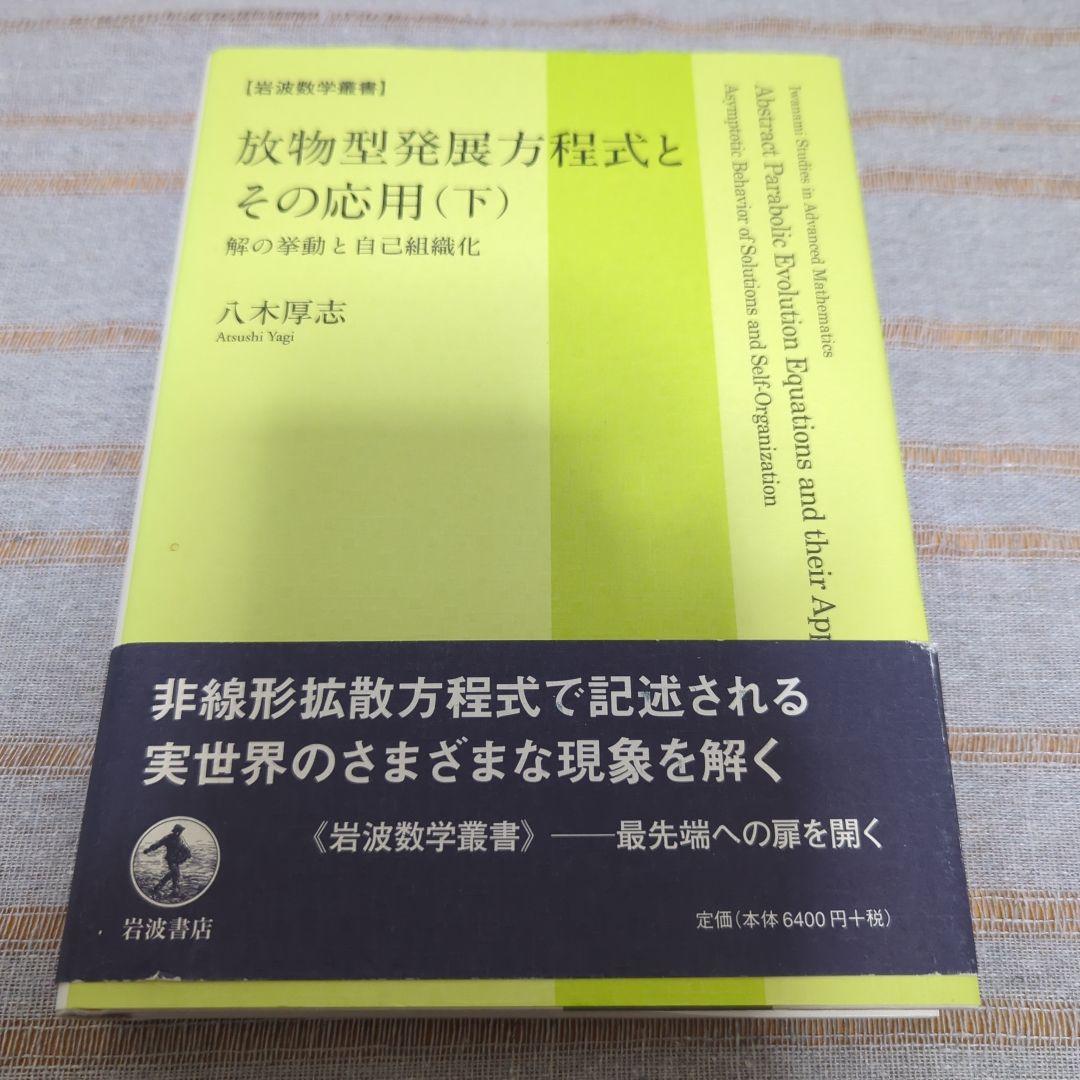 【岩波数学叢書】
放物型発展方程式と
その応用(下)
解の挙動と自己組織化
八木厚志
Atsushi Yagi
Iwanami Studies in Advanced Mathematics
Abstract Parabolic Evolution Equations and their App
Asymptotic Behavior of Solutions and Self-Organization
非線形拡散方程式で記述される
実世界のさまざまな現象を解く
《岩波数学叢書》――最先端への扉を開く
岩波書店
定価(本体6400円+税)